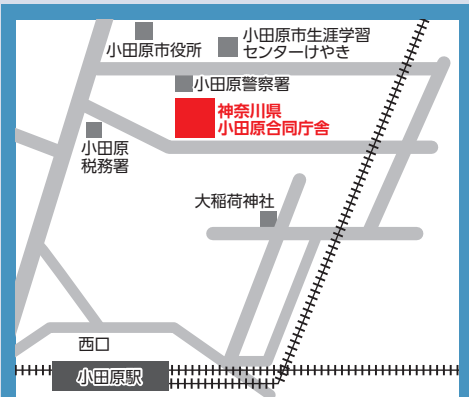 小田原市役所
小田原市生涯学習
センターけやき
小田原警察署
神奈川県
小田原合同庁舎
小田原
税務署
大稲荷神社
西口
小田原駅